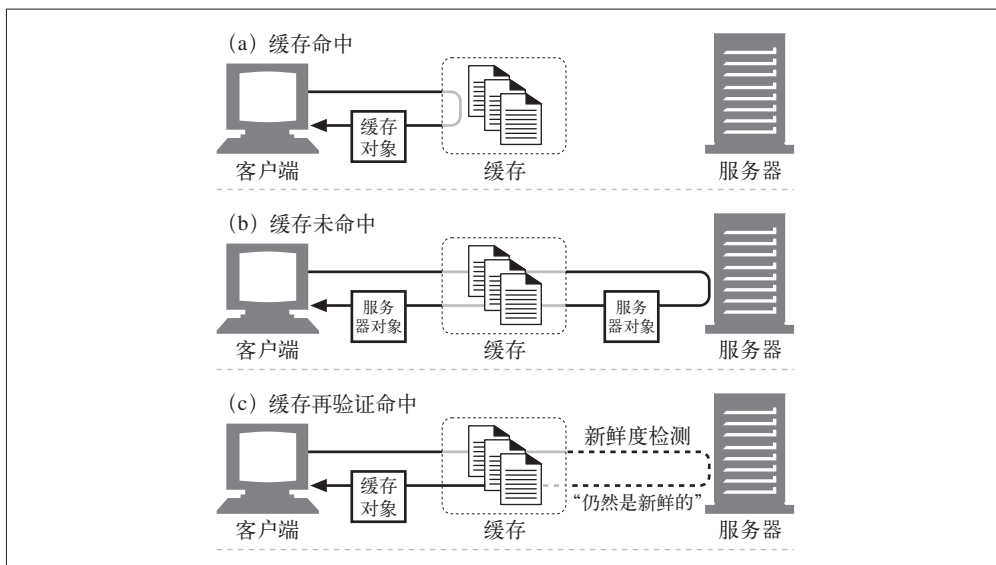 （a）缓存命中
缓存
对象
客户端
缓存
服务器
（b）缓存未命中
服务
器对象
服务
器对象
客户端
缓存
服务器
（c）缓存再验证命中
新鲜度检测
缓存
对象
“仍然是新鲜的”
客户端
缓存
服务器